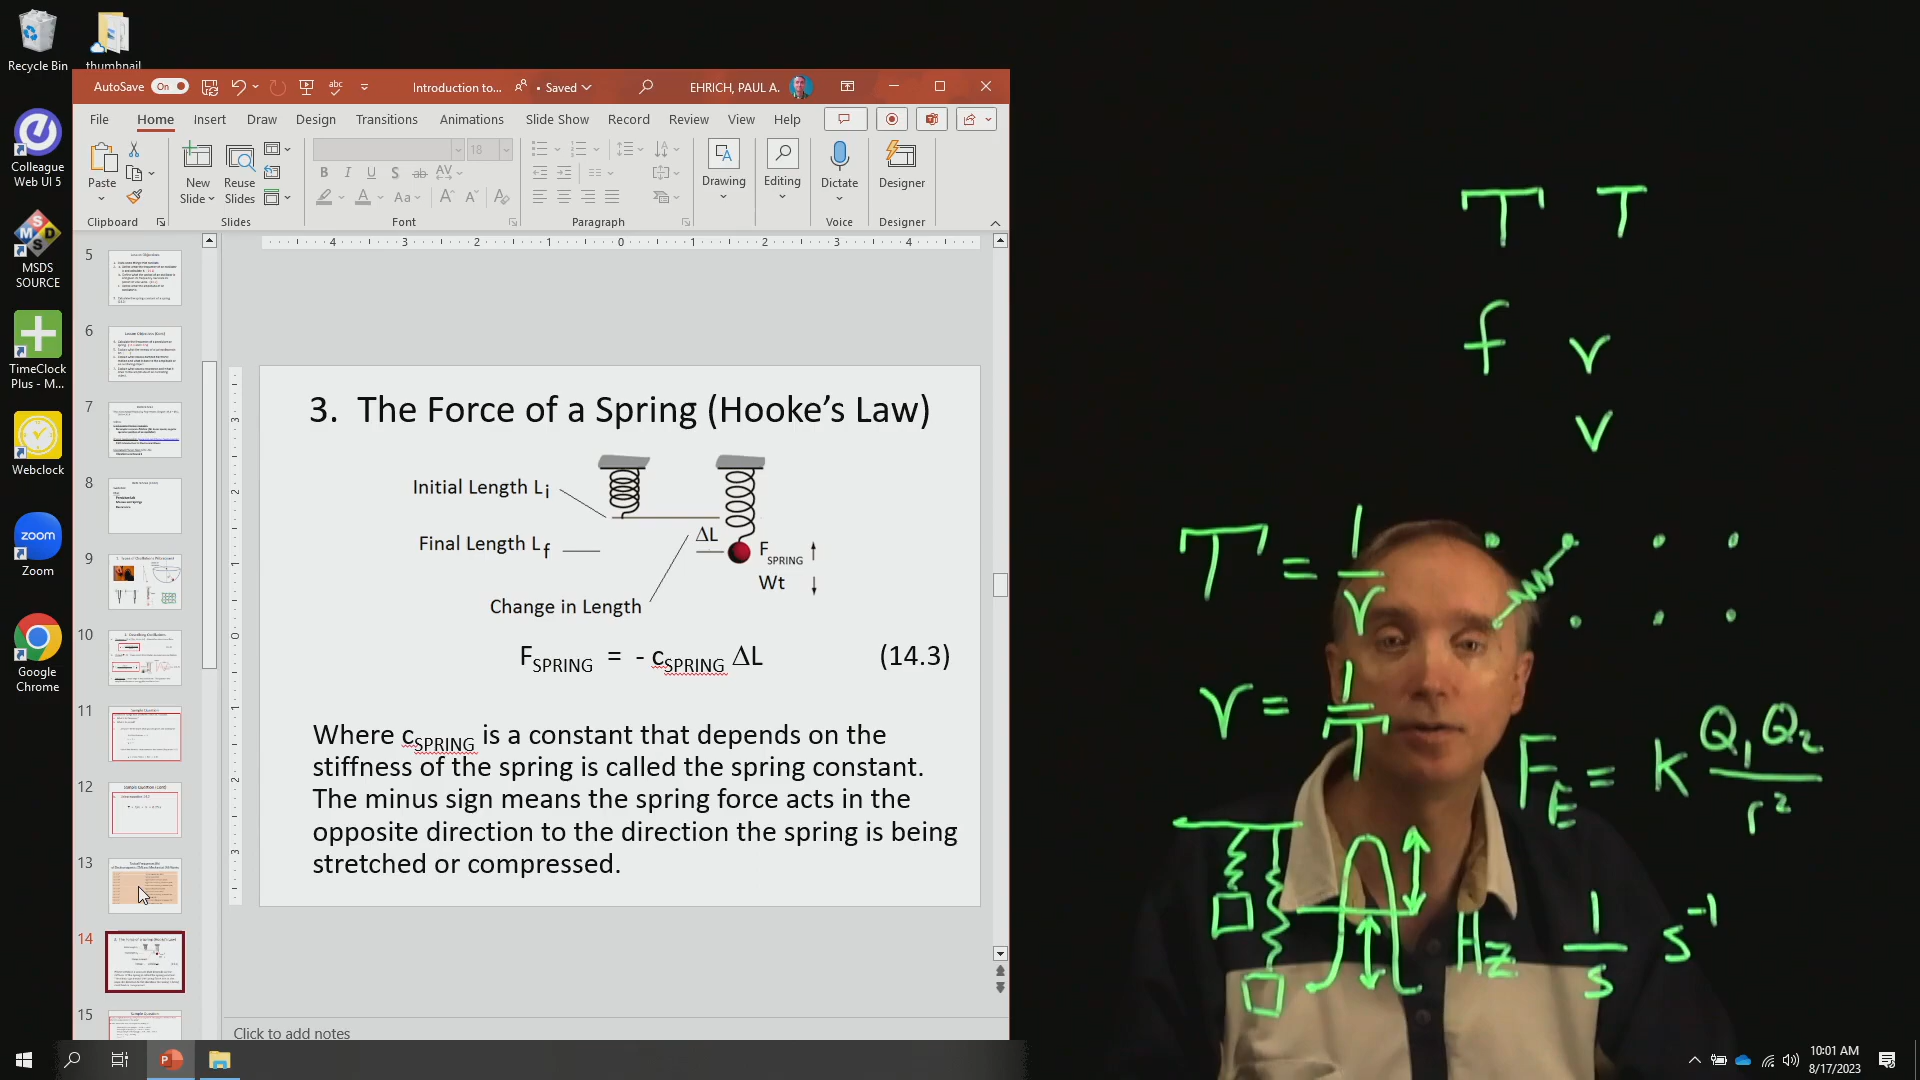 Recycle Bin
thumbnail
Colleague
Web UI 5
MSDS
SOURCE
TimeClock
Plus - M...
Webclock
zoom
Zoom
Google
Chrome
AutoSave On
Introduction to... • Saved
EHRICH, PAUL A.
File Home Insert Draw Design Transitions Animations Slide Show Record Review View Help
Paste
New
Slide
Reuse
Slides
18
Drawing
Editing
Dictate
Designer
Clipboard
Slides
Font
Paragraph
Voice
Designer
5
6
7
8
9
10
11
12
13
14
15
3. The Force of a Spring (Hooke’s Law)
Initial Length Li
Final Length Lf
ΔL
FSPRING
Wt
Change in Length
FSPRING = - cSPRING ΔL (14.3)
Where cSPRING is a constant that depends on the
stiffness of the spring is called the spring constant.
The minus sign means the spring force acts in the
opposite direction to the direction the spring is being
stretched or compressed.
Click to add notes
T T
f ν
ν
T = 1/ν
ν = 1/T
FE = k Q1Q2/r²
Hz 1/s s⁻¹
10:01 AM
8/17/2023